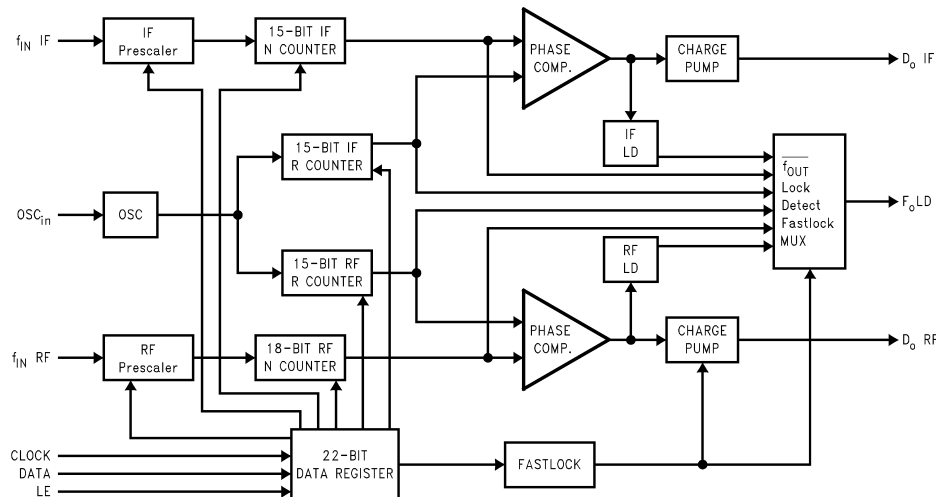 f_IN IF
IF
Prescaler
15-BIT IF
N COUNTER
PHASE
COMP.
CHARGE
PUMP
D_o IF
IF
LD
15-BIT IF
R COUNTER
OSC_in
OSC
f_OUT
Lock
Detect
Fastlock
MUX
F_oLD
15-BIT RF
R COUNTER
RF
LD
f_IN RF
RF
Prescaler
18-BIT RF
N COUNTER
PHASE
COMP.
CHARGE
PUMP
D_o RF
CLOCK
DATA
LE
22-BIT
DATA REGISTER
FASTLOCK